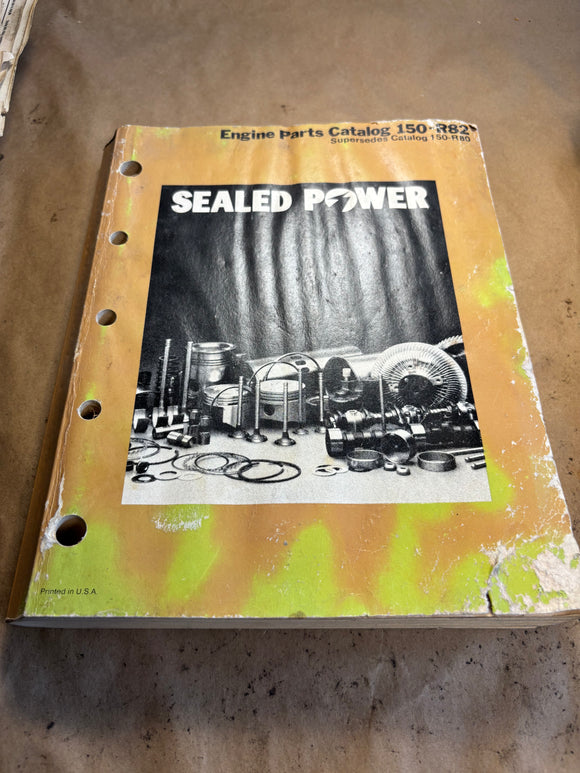 Engine Parts Catalog 150-R82
Supersedes Catalog 150-R80
SEALED POWER
Printed in U.S.A.